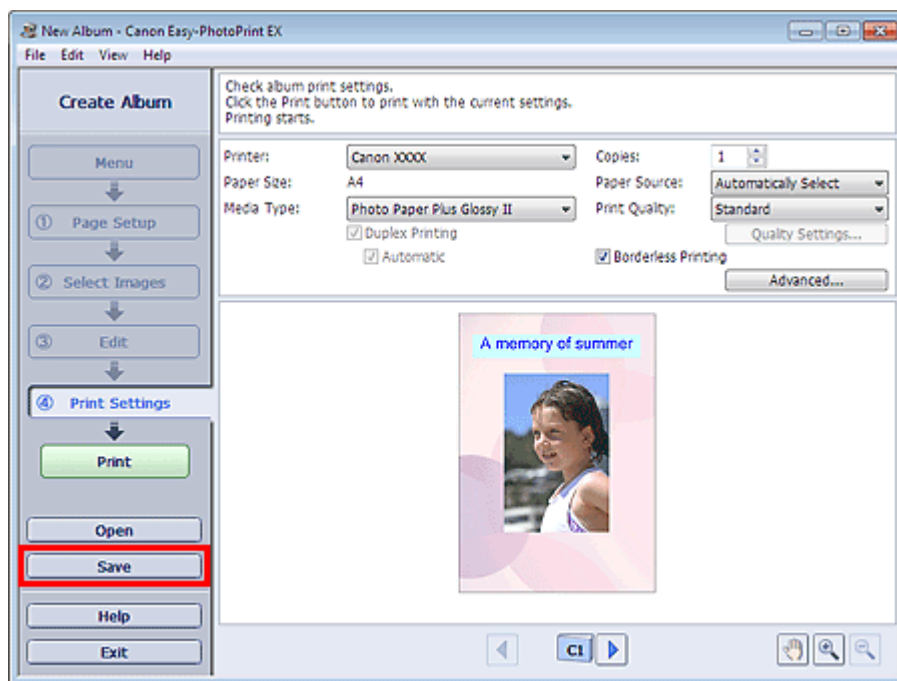 New Album - Canon Easy-PhotoPrint EX
File Edit View Help
Create Album
Menu
① Page Setup
② Select Images
③ Edit
④ Print Settings
Print
Open
Save
Help
Exit
Check album print settings.
Click the Print button to print with the current settings.
Printing starts.
Printer: Canon XXXX Copies: 1
Paper Size: A4 Paper Source: Automatically Select
Media Type: Photo Paper Plus Glossy II Print Quality: Standard
Duplex Printing Quality Settings...
Automatic Borderless Printing
Advanced...
A memory of summer
C1